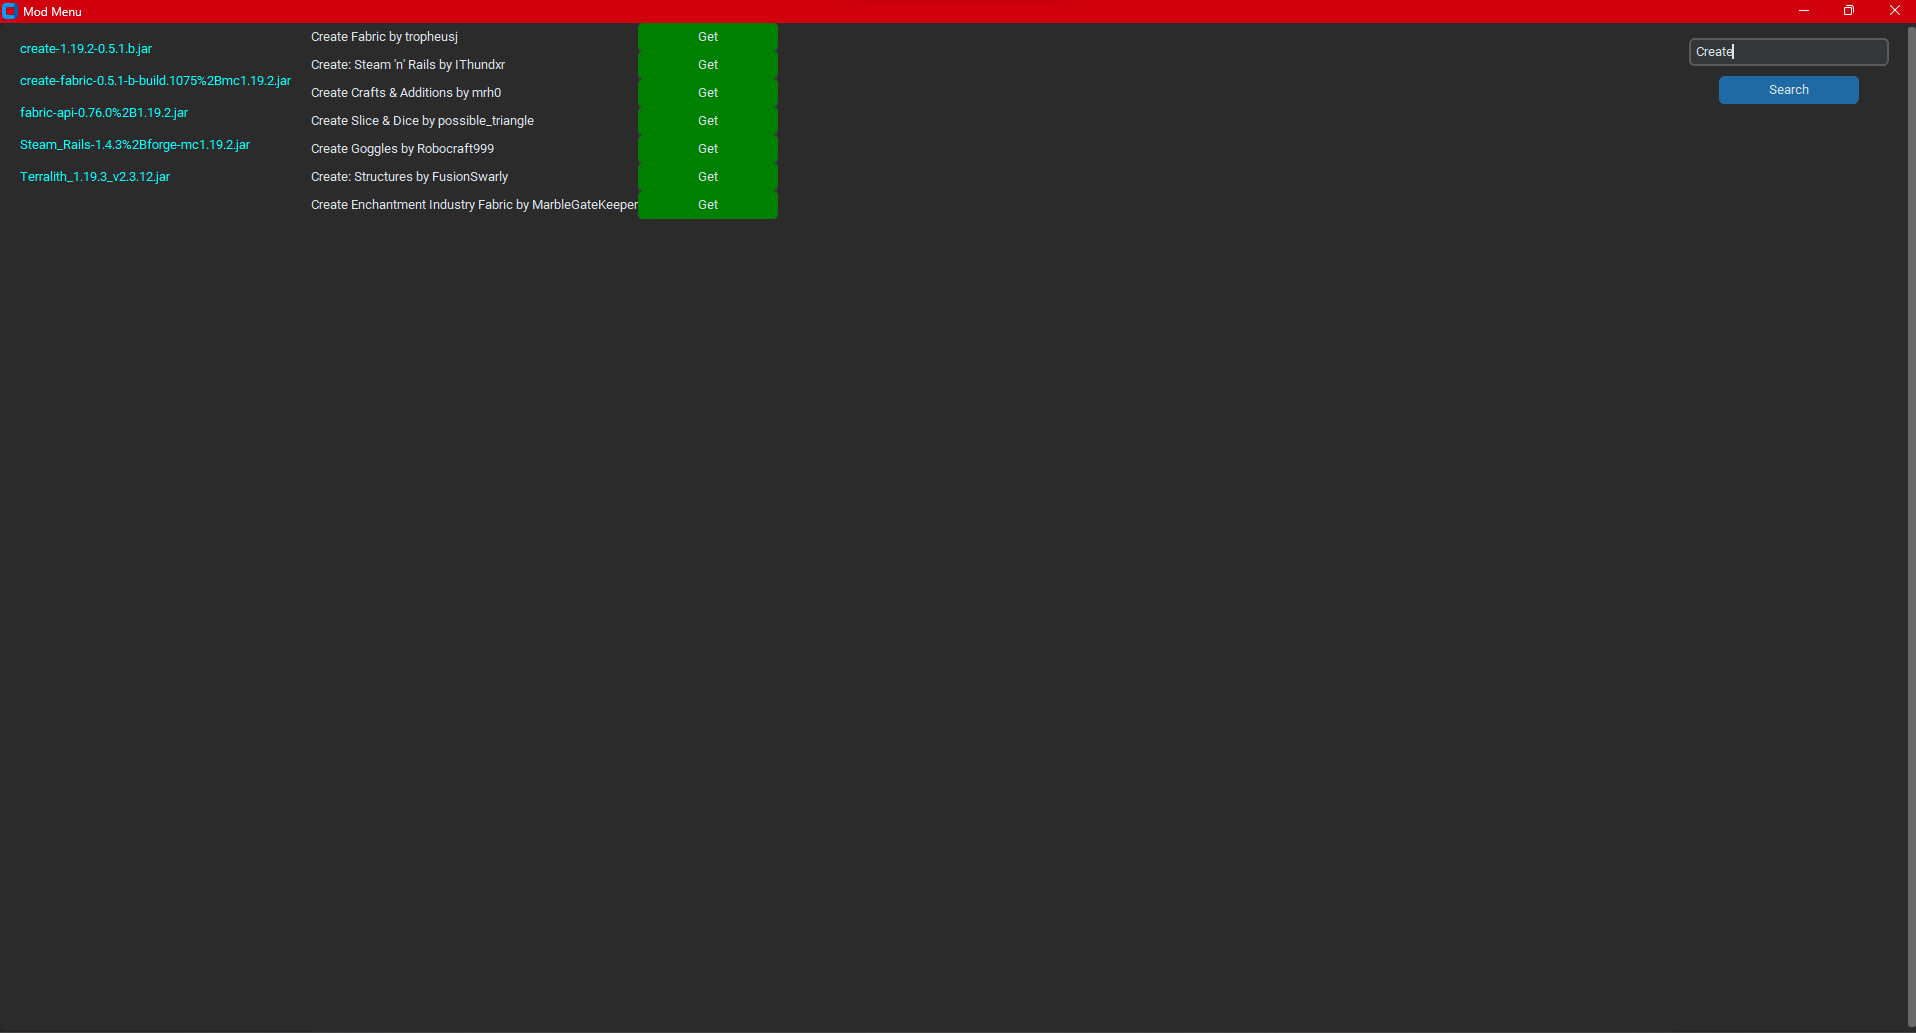 Mod Menu
create-1.19.2-0.5.1.b.jar
create-fabric-0.5.1-b-build.1075%2Bmc1.19.2.jar
fabric-api-0.76.0%2B1.19.2.jar
Steam_Rails-1.4.3%2Bforge-mc1.19.2.jar
Terralith_1.19.3_v2.3.12.jar
Create Fabric by tropheusj Get
Create: Steam 'n' Rails by IThundxr Get
Create Crafts & Additions by mrh0 Get
Create Slice & Dice by possible_triangle Get
Create Goggles by Robocraft999 Get
Create: Structures by FusionSwarly Get
Create Enchantment Industry Fabric by MarbleGateKeeper Get
Create
Search